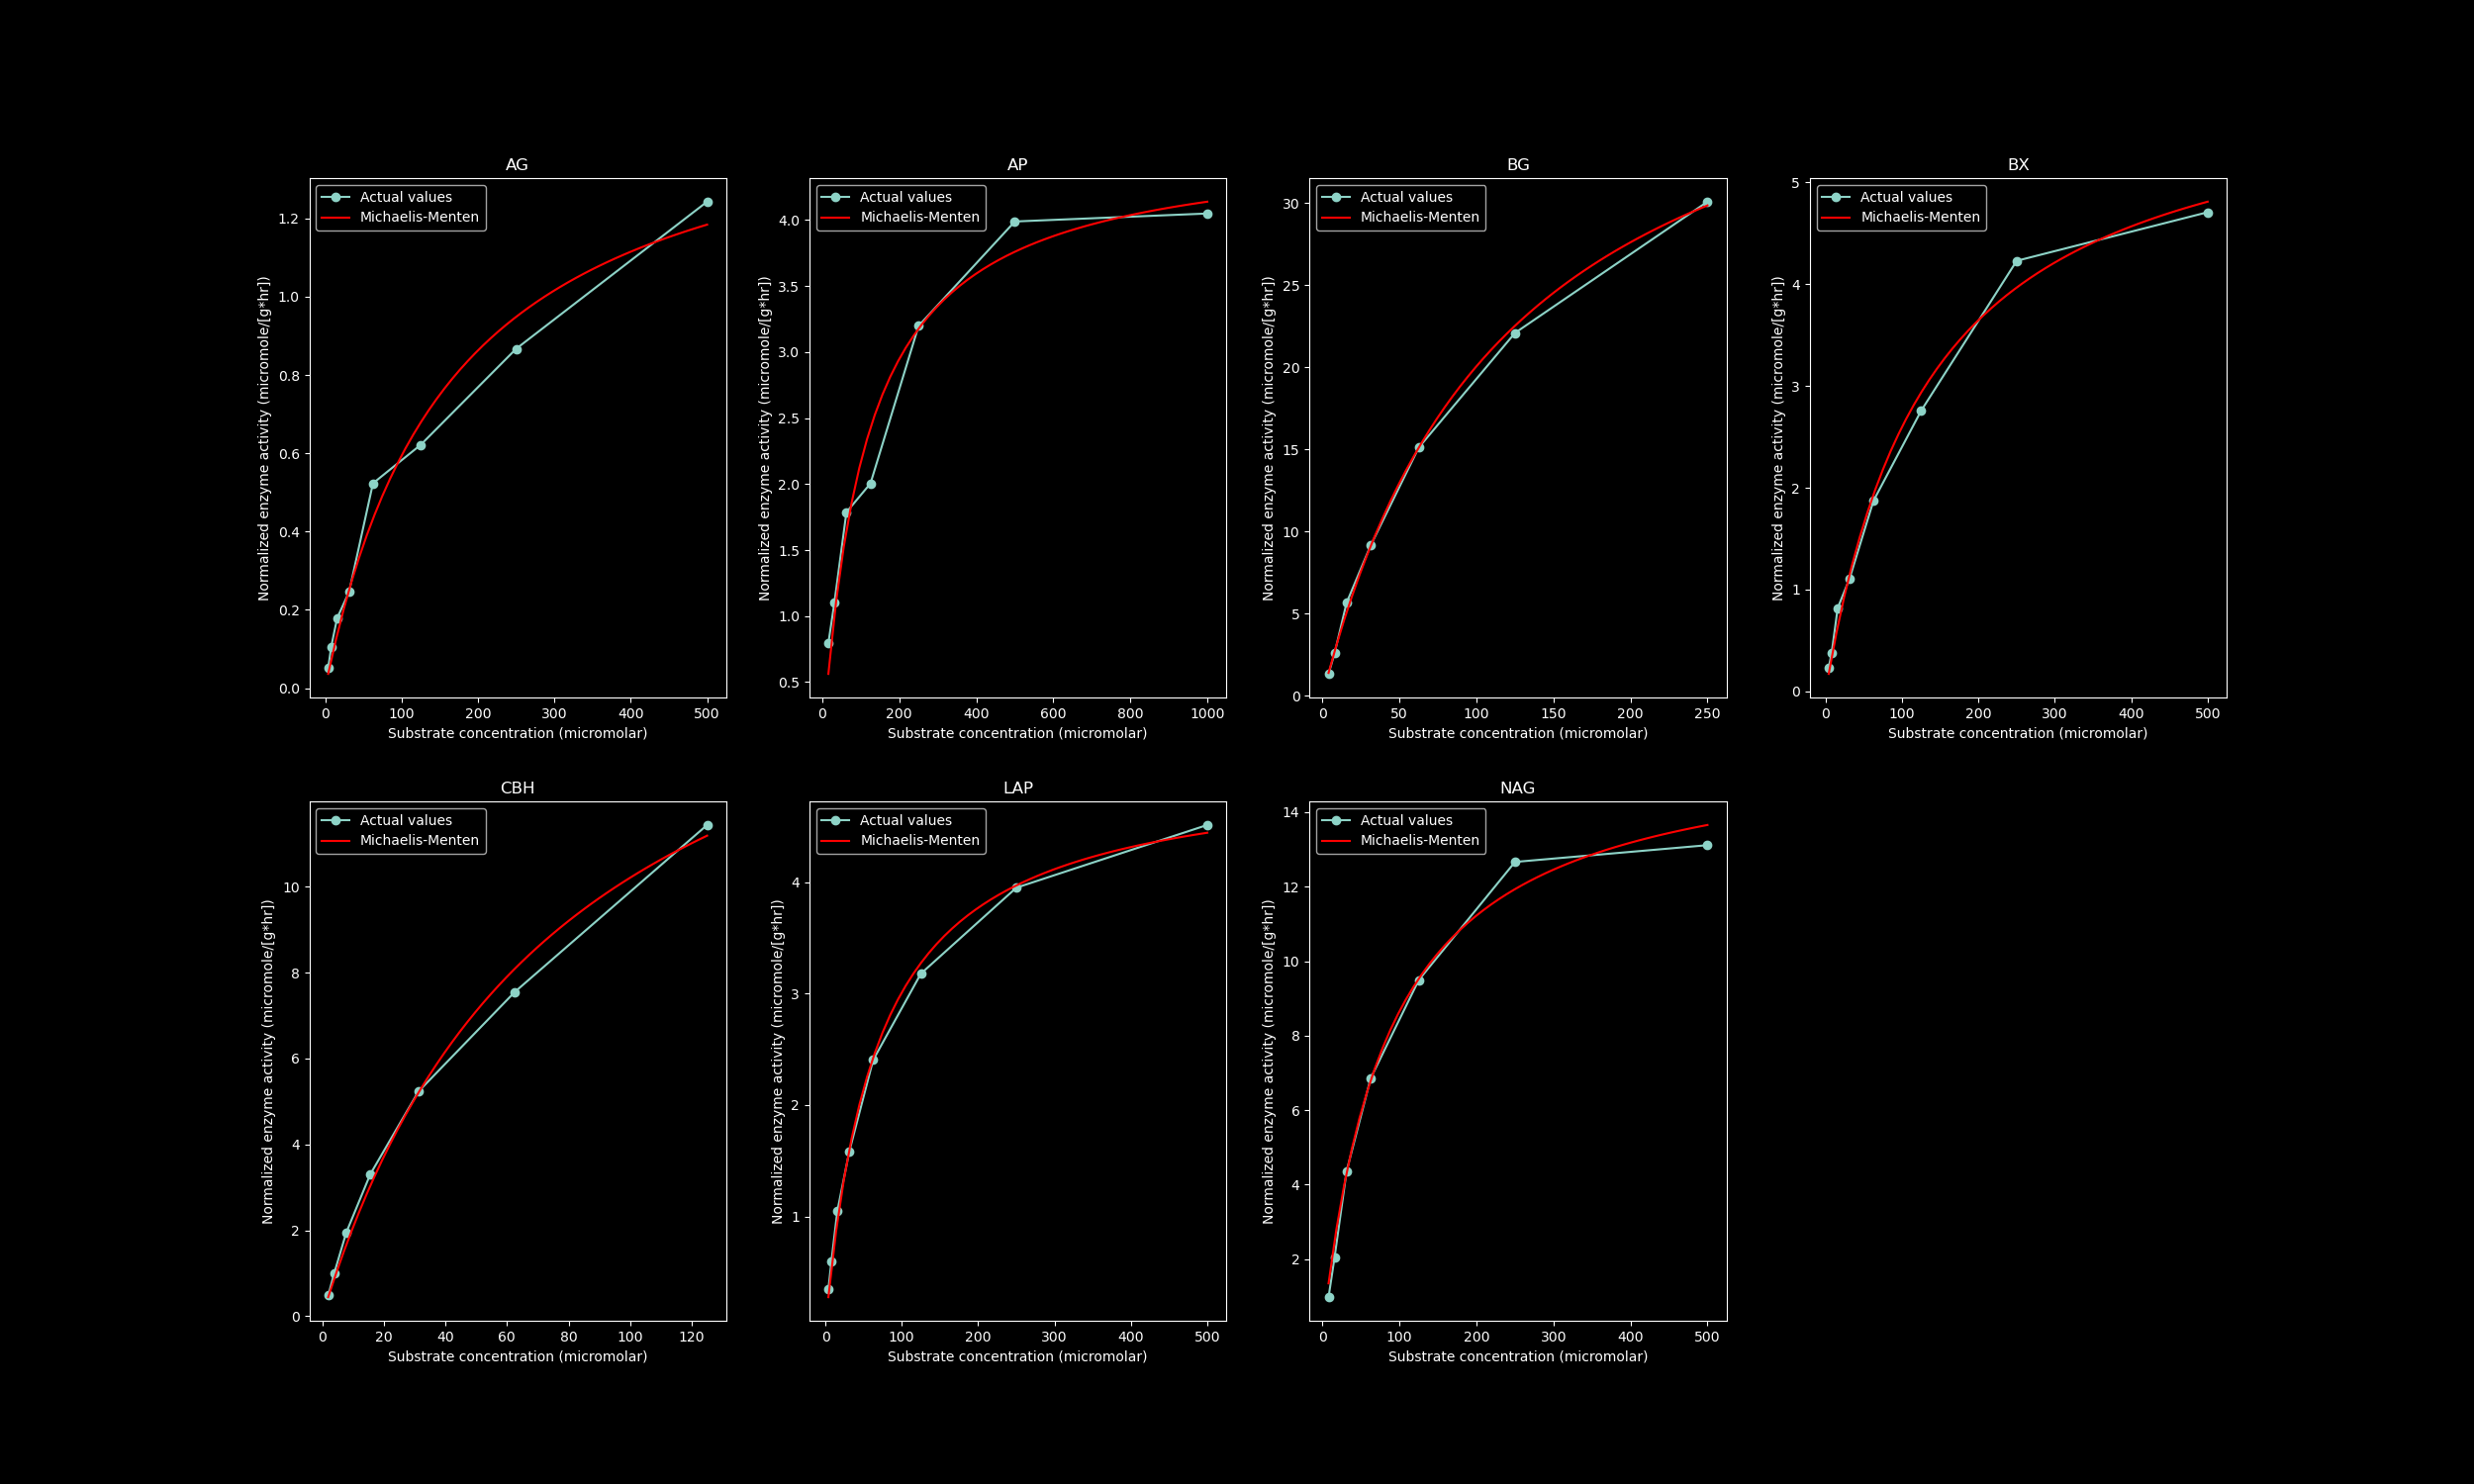 AG
Actual values
Michaelis-Menten
Normalized enzyme activity (micromole/[g*hr])
1.2
1.0
0.8
0.6
0.4
0.2
0.0
0 100 200 300 400 500
Substrate concentration (micromolar)
AP
Actual values
Michaelis-Menten
Normalized enzyme activity (micromole/[g*hr])
4.0
3.5
3.0
2.5
2.0
1.5
1.0
0.5
0 200 400 600 800 1000
Substrate concentration (micromolar)
BG
Actual values
Michaelis-Menten
Normalized enzyme activity (micromole/[g*hr])
30
25
20
15
10
5
0
0 50 100 150 200 250
Substrate concentration (micromolar)
BX
Actual values
Michaelis-Menten
Normalized enzyme activity (micromole/[g*hr])
5
4
3
2
1
0
0 100 200 300 400 500
Substrate concentration (micromolar)
CBH
Actual values
Michaelis-Menten
Normalized enzyme activity (micromole/[g*hr])
10
8
6
4
2
0
0 20 40 60 80 100 120
Substrate concentration (micromolar)
LAP
Actual values
Michaelis-Menten
Normalized enzyme activity (micromole/[g*hr])
4
3
2
1
0 100 200 300 400 500
Substrate concentration (micromolar)
NAG
Actual values
Michaelis-Menten
Normalized enzyme activity (micromole/[g*hr])
14
12
10
8
6
4
2
0 100 200 300 400 500
Substrate concentration (micromolar)